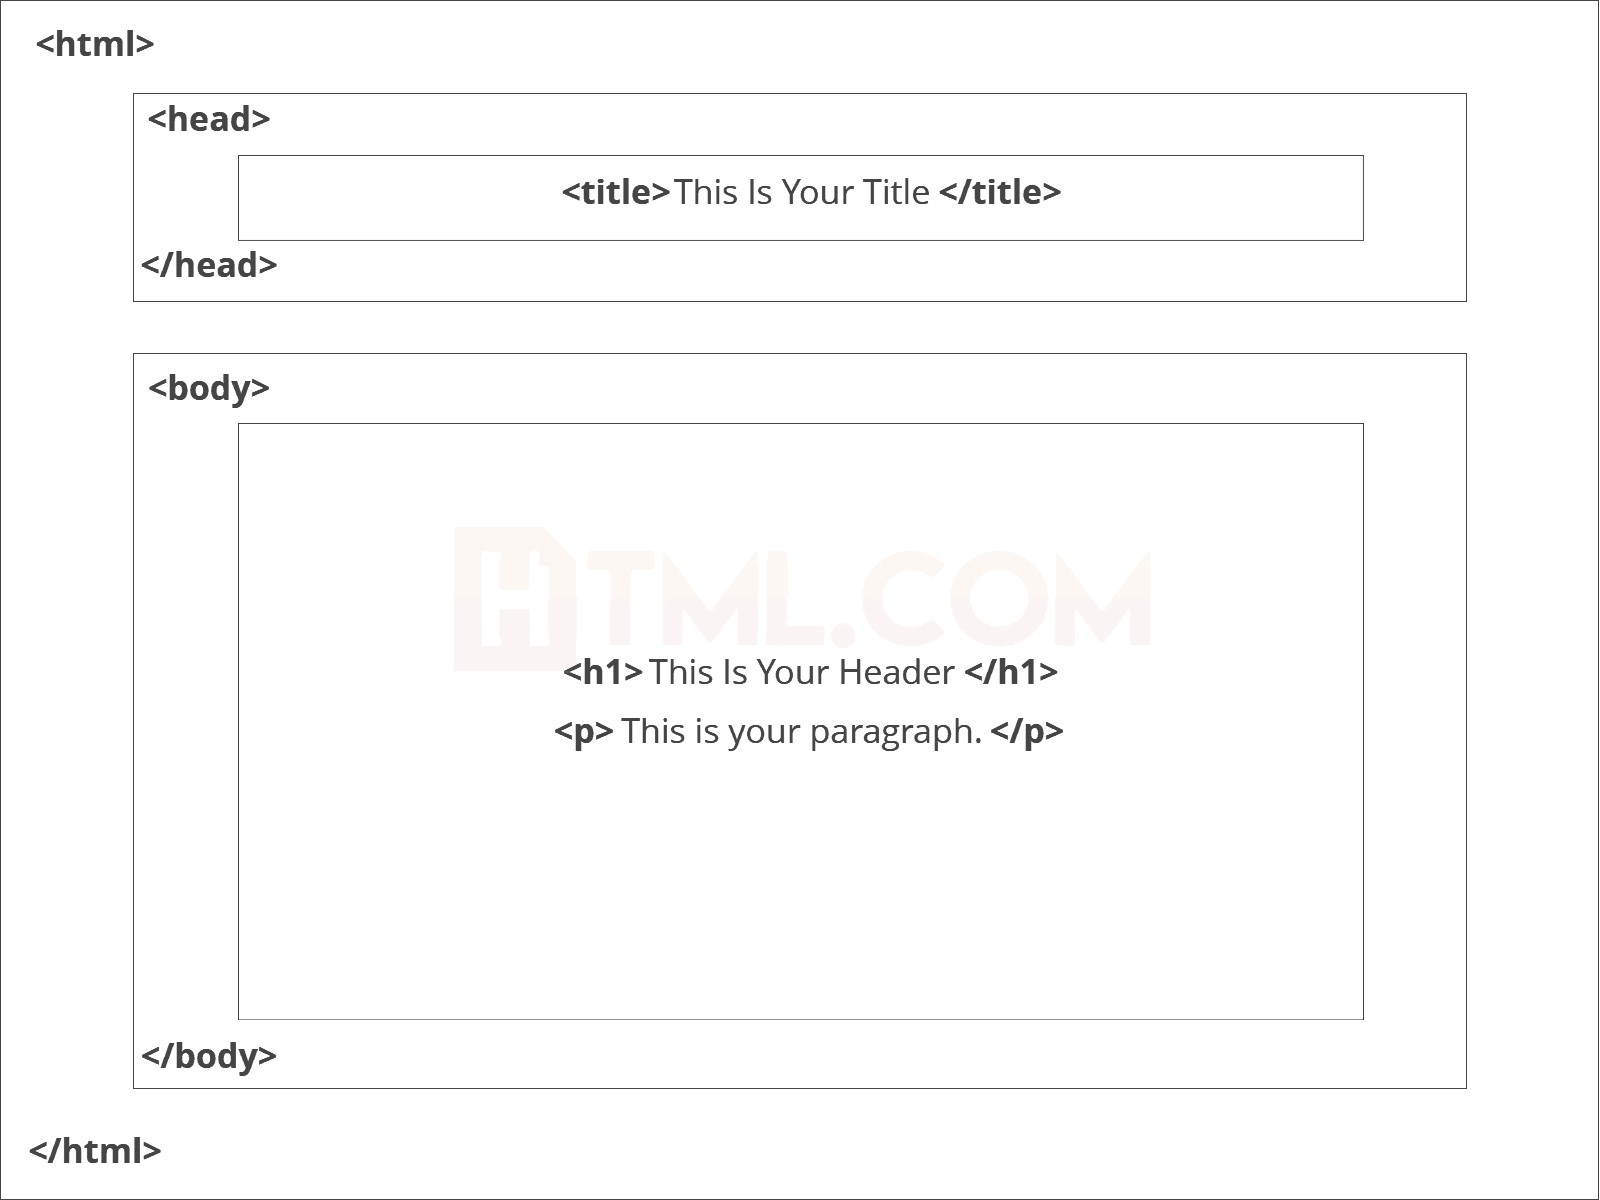 <html>
<head>
<title>This Is Your Title </title>
</head>
<body>
HTML.COM
<h1> This Is Your Header </h1>
<p> This is your paragraph. </p>
</body>
</html>